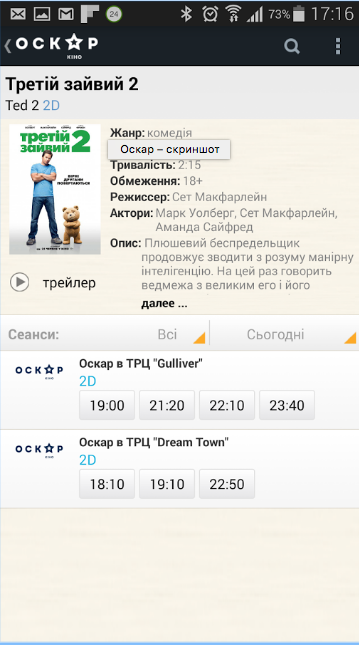 24
73% 17:16
ОСКАР
КІНО
Третій зайвий 2
Ted 2 2D
третій
зайвий 2
Жанр: комедія
Оскар – скриншот
Тривалість: 2:15
Обмеження: 18+
Режиссер: Сет Макфарлейн
Актори: Марк Уолберг, Сет Макфарлейн,
Аманда Сайфред
Опис: Плюшевий беспредельщик
продовжує зводити з розуму манірну
інтелігенцію. На цей раз говорить
ведмежа з великим его і його
далее ...
трейлер
Сеанси: Всі Сьогодні
ОСКАР
КІНО
Оскар в ТРЦ "Gulliver"
2D
19:00 21:20 22:10 23:40
ОСКАР
КІНО
Оскар в ТРЦ "Dream Town"
2D
18:10 19:10 22:50